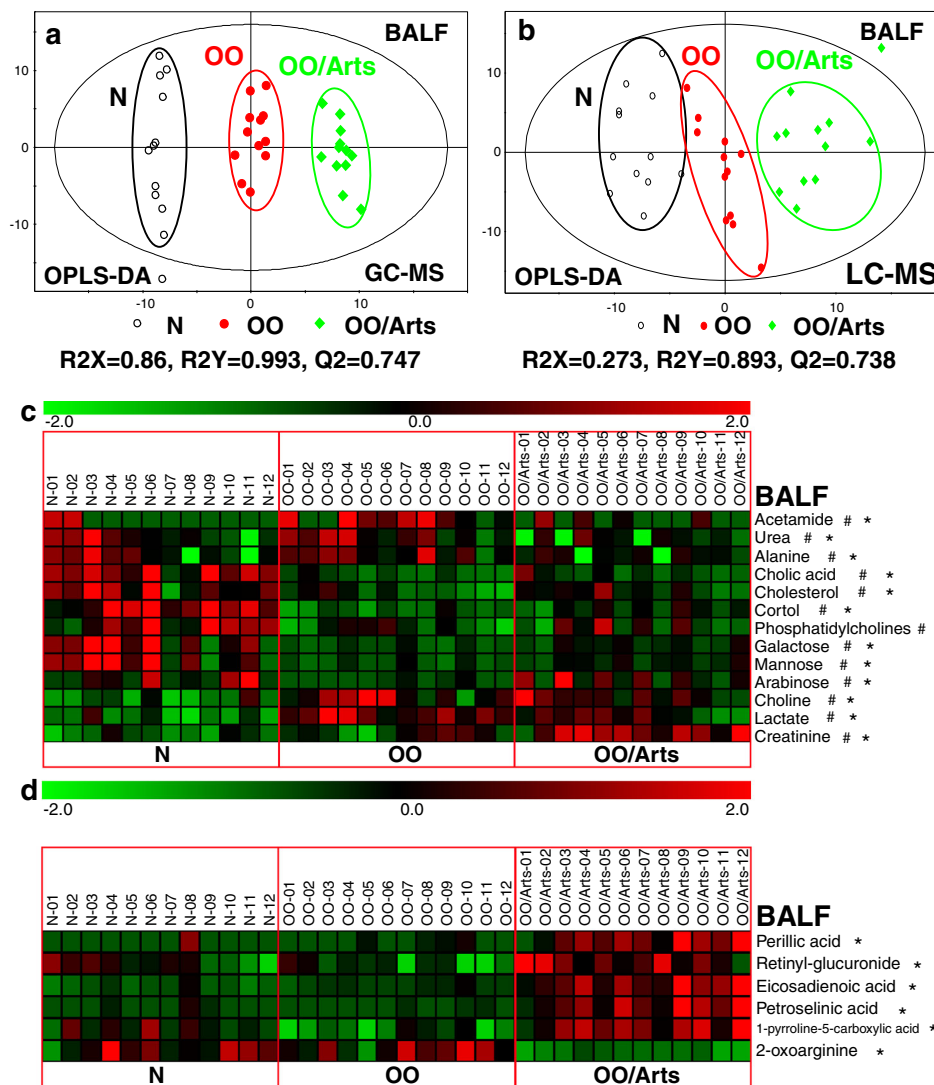 a
BALF
OO
OO/Arts
N
10
0
-10
OPLS-DA
GC-MS
-10
0
10
N
OO
OO/Arts
R2X=0.86, R2Y=0.993, Q2=0.747
b
BALF
OO
OO/Arts
N
10
0
-10
OPLS-DA
LC-MS
-10
0
10
N
OO
OO/Arts
R2X=0.273, R2Y=0.893, Q2=0.738
c
-2.0
0.0
2.0
N-01
N-02
N-03
N-04
N-05
N-06
N-07
N-08
N-09
N-10
N-11
N-12
OO-01
OO-02
OO-03
OO-04
OO-05
OO-06
OO-07
OO-08
OO-09
OO-10
OO-11
OO-12
OO/Arts-01
OO/Arts-02
OO/Arts-03
OO/Arts-04
OO/Arts-05
OO/Arts-06
OO/Arts-07
OO/Arts-08
OO/Arts-09
OO/Arts-10
OO/Arts-11
OO/Arts-12
BALF
Acetamide # *
Urea # *
Alanine # *
Cholic acid # *
Cholesterol # *
Cortol # *
Phosphatidylcholines #
Galactose # *
Mannose # *
Arabinose # *
Choline # *
Lactate # *
Creatinine # *
N
OO
OO/Arts
d
-2.0
0.0
2.0
N-01
N-02
N-03
N-04
N-05
N-06
N-07
N-08
N-09
N-10
N-11
N-12
OO-01
OO-02
OO-03
OO-04
OO-05
OO-06
OO-07
OO-08
OO-09
OO-10
OO-11
OO-12
OO/Arts-01
OO/Arts-02
OO/Arts-03
OO/Arts-04
OO/Arts-05
OO/Arts-06
OO/Arts-07
OO/Arts-08
OO/Arts-09
OO/Arts-10
OO/Arts-11
OO/Arts-12
BALF
Perillic acid *
Retinyl-glucuronide *
Eicosadienoic acid *
Petroselinic acid *
1-pyrroline-5-carboxylic acid *
2-oxoarginine *
N
OO
OO/Arts